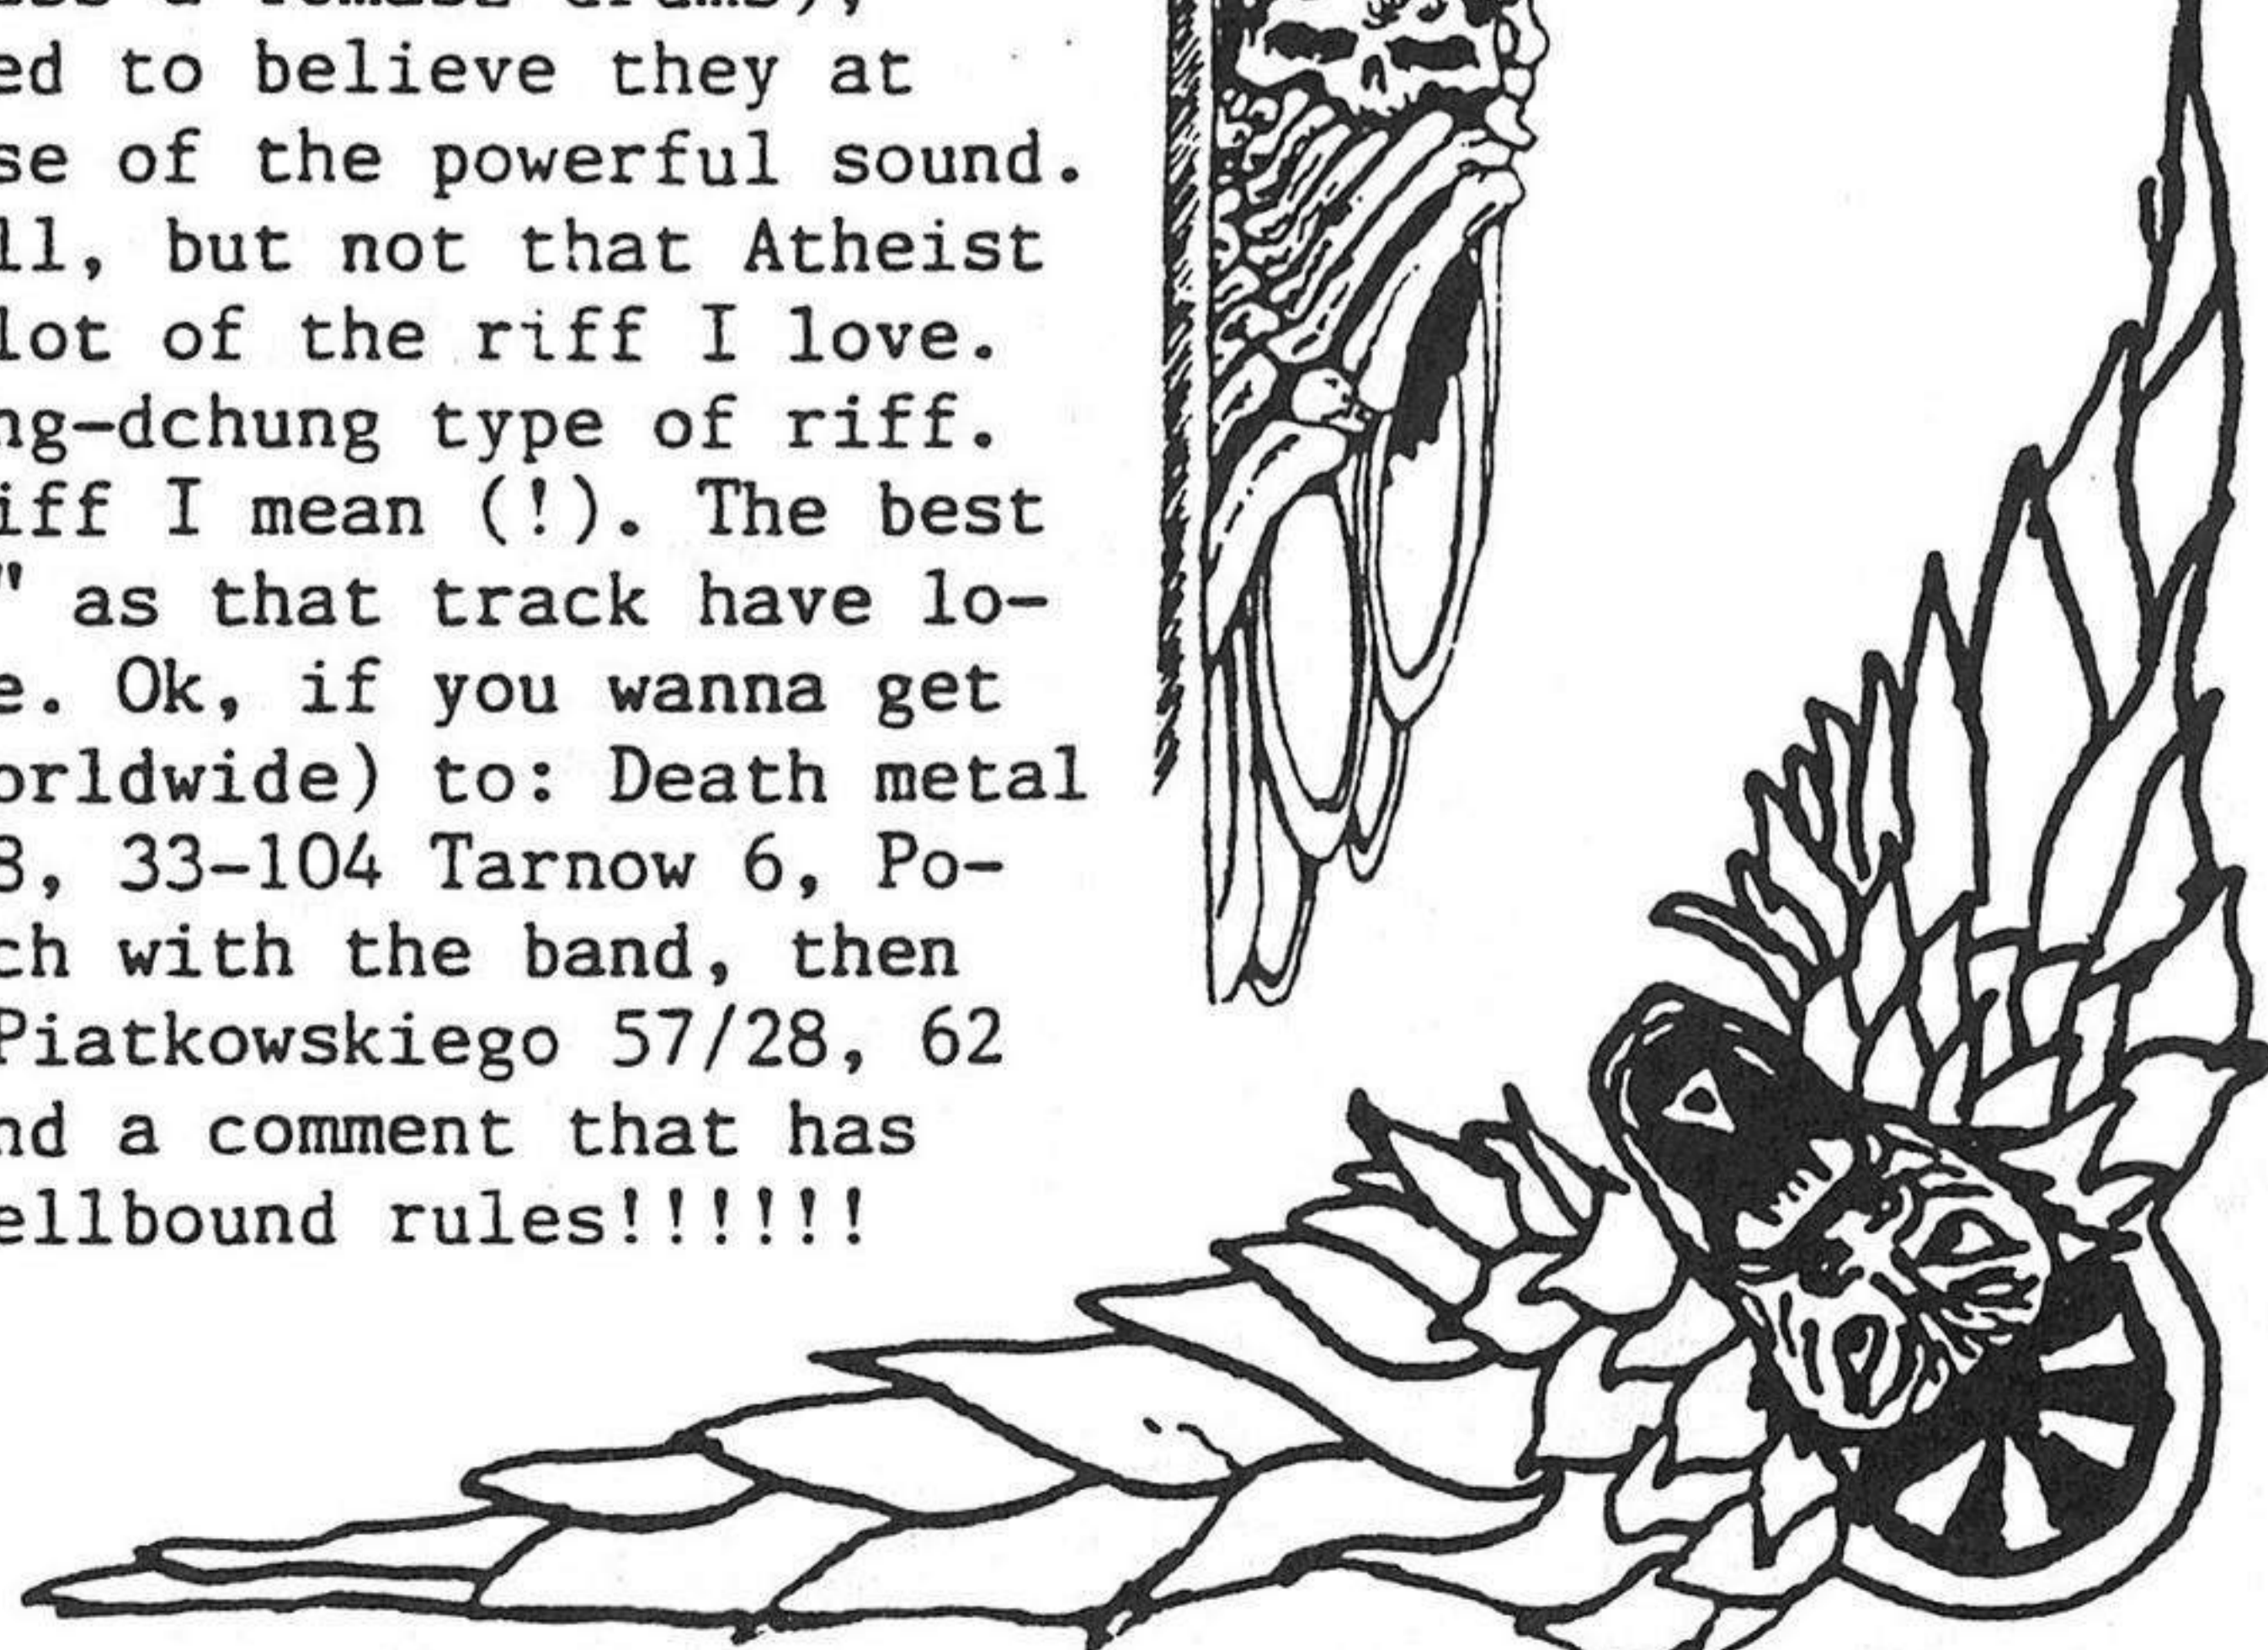 ed to believe they at
se of the powerful sound.
ll, but not that Atheist
lot of the riff I love.
ng-dchung type of riff.
iff I mean (!). The best
" as that track have lo-
e. Ok, if you wanna get
orldwide) to: Death metal
8, 33-104 Tarnow 6, Po-
ch with the band, then
Piatkowskiego 57/28, 62
nd a comment that has
ellbound rules!!!!!!